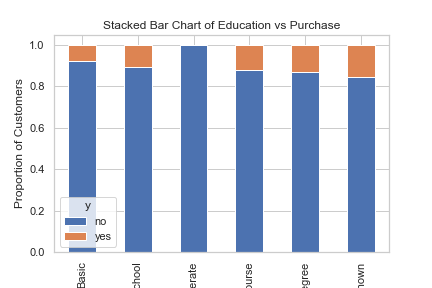 Stacked Bar Chart of Education vs Purchase
Proportion of Customers
1.0
0.8
0.6
0.4
0.2
0.0
y
no
yes
Basic
chool
erate
ourse
egree
nown